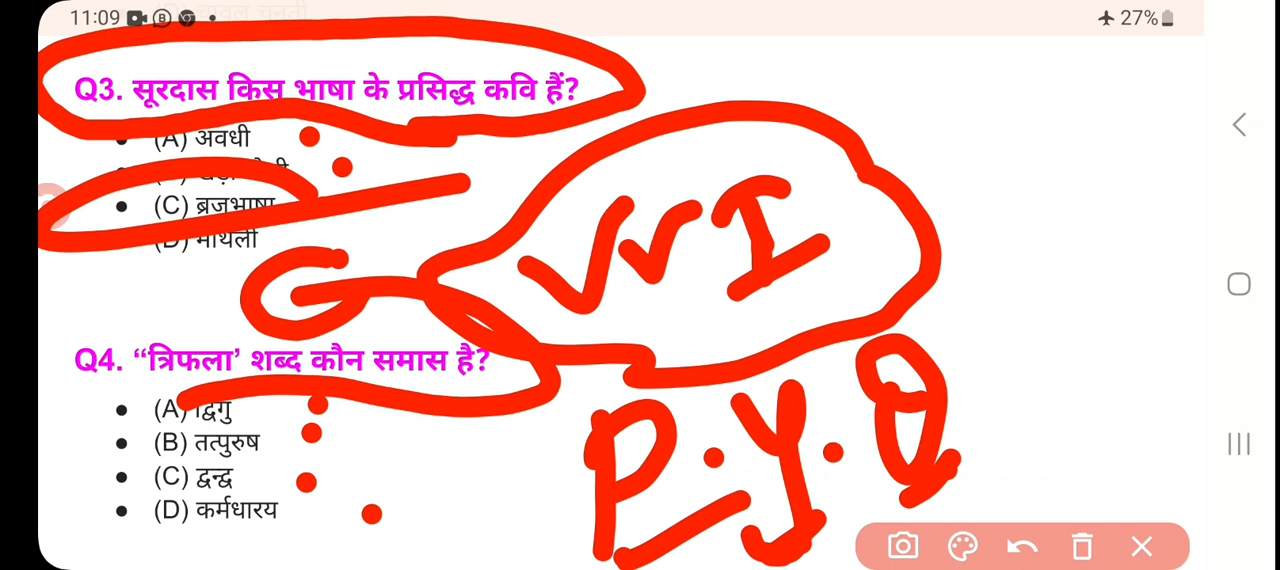 11:09 27%
Q3. सूरदास किस भाषा के प्रसिद्ध कवि हैं?
(A) अवधी
(C) ब्रजभाषा
(D) मैथिली
VVI
G
Q4. “त्रिफला’ शब्द कौन समास है?
(A) द्विगु
(B) तत्पुरुष
(C) द्वन्द्व
(D) कर्मधारय
P.Y.Q